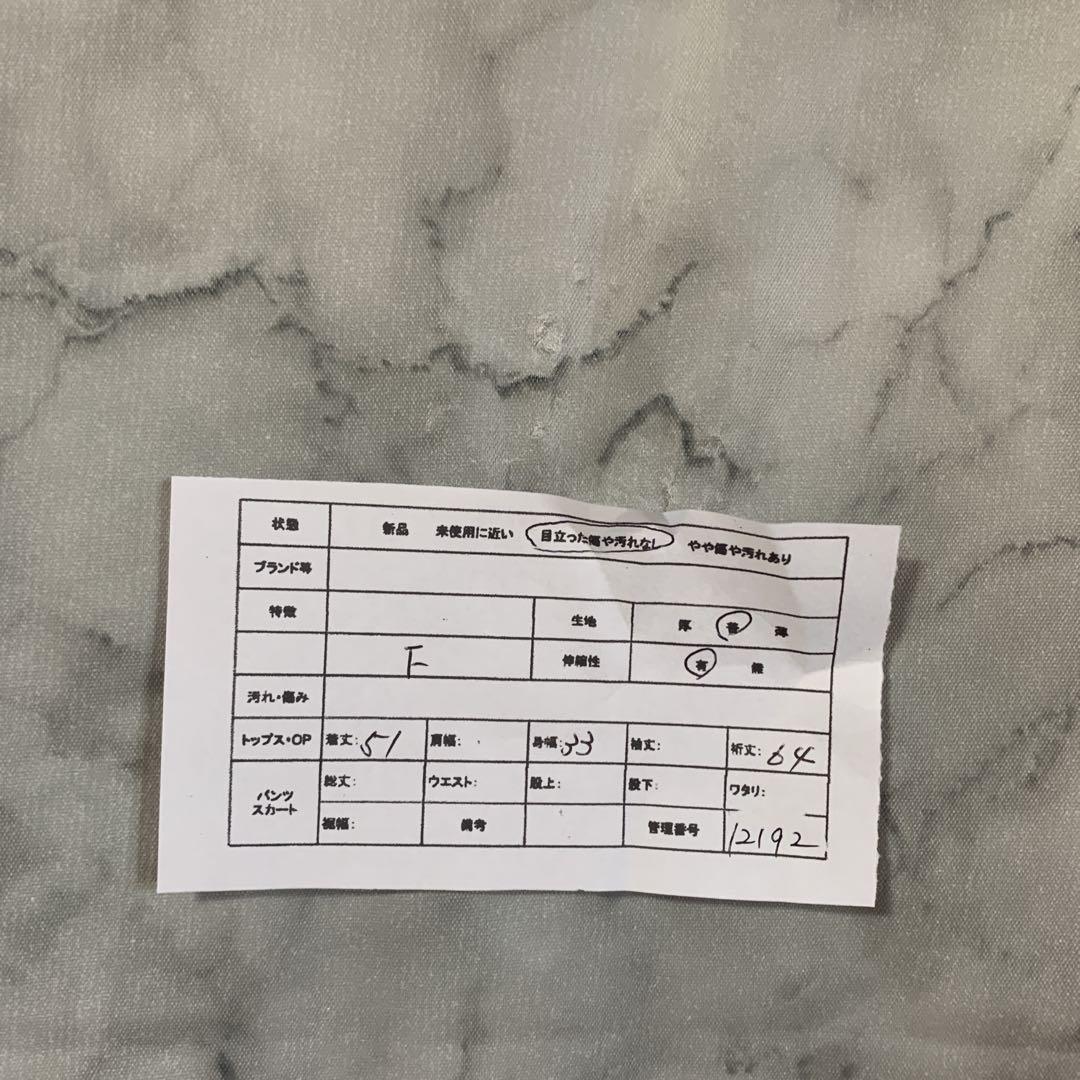 状態 新品 未使用に近い 目立った傷や汚れなし やや傷や汚れあり
ブランド等
特徴 生地 厚 普 薄
F 伸縮性 有 無
汚れ・傷み
トップス・OP 着丈:51 肩幅: 身幅:33 袖丈: 裄丈:64
パンツ スカート 総丈: ウエスト: 股上: 股下: ワタリ:
裾幅: 備考 管理番号 12192